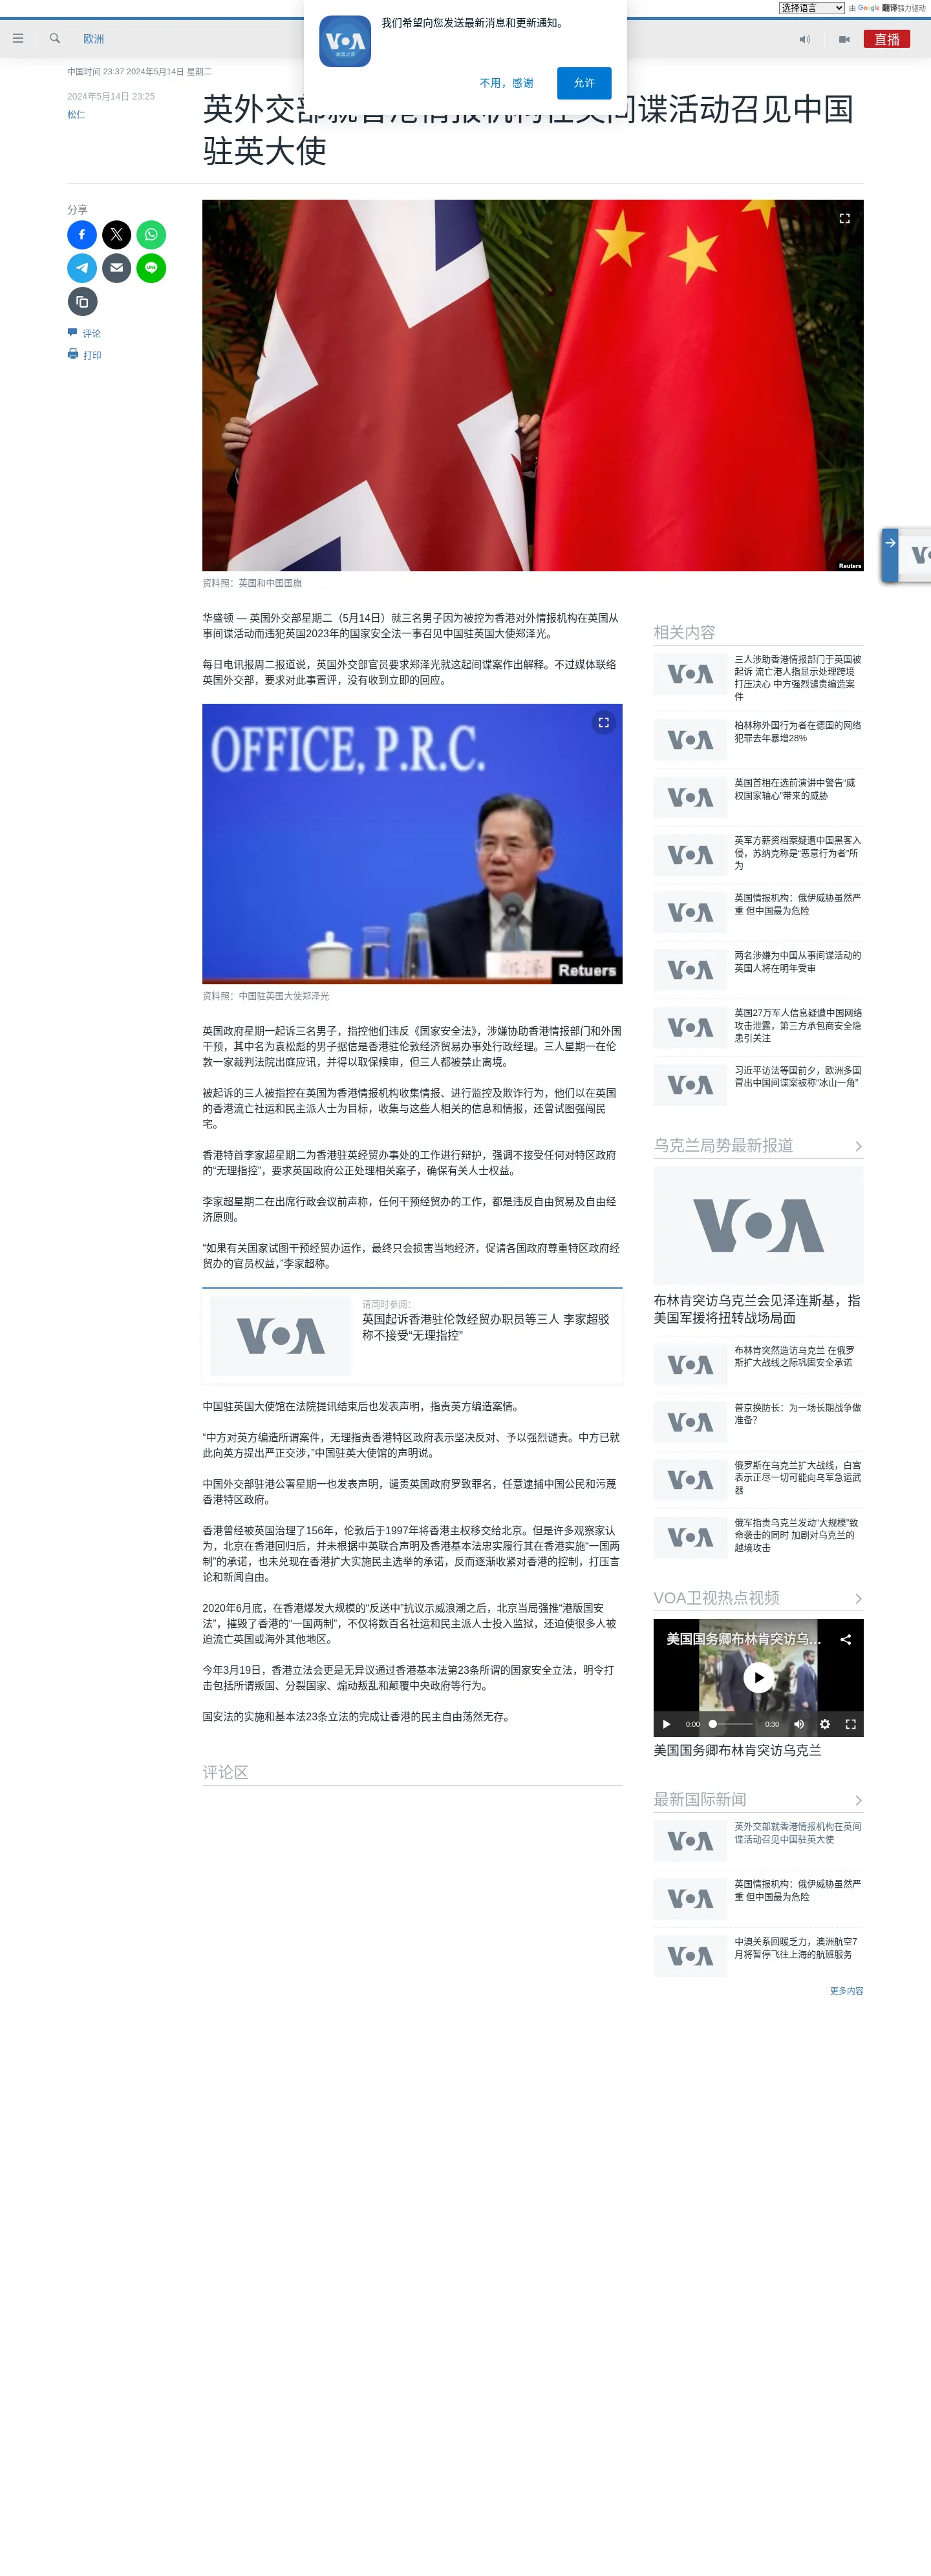 选择语言
由 Google 翻译强力驱动
我们希望向您发送最新消息和更新通知。
VOA
美国之音
不用，感谢
允许
欧洲
直播
中国时间 23:37 2024年5月14日 星期二
2024年5月14日 23:25
松仁
英外交部就香港情报机构在英间谍活动召见中国
驻英大使
分享
评论
打印
Reuters
资料照：英国和中国国旗
华盛顿 — 英国外交部星期二（5月14日）就三名男子因为被控为香港对外情报机构在英国从
事间谍活动而违犯英国2023年的国家安全法一事召见中国驻英国大使郑泽光。
每日电讯报周二报道说，英国外交部官员要求郑泽光就这起间谍案作出解释。不过媒体联络
英国外交部，要求对此事置评，没有收到立即的回应。
OFFICE, P.R.C.
Retuers
资料照：中国驻英国大使郑泽光
英国政府星期一起诉三名男子，指控他们违反《国家安全法》，涉嫌协助香港情报部门和外国
干预，其中名为袁松彪的男子据信是香港驻伦敦经济贸易办事处行政经理。三人星期一在伦
敦一家裁判法院出庭应讯，并得以取保候审，但三人都被禁止离境。
被起诉的三人被指控在英国为香港情报机构收集情报、进行监控及欺诈行为，他们以在英国
的香港流亡社运和民主派人士为目标，收集与这些人相关的信息和情报，还曾试图强闯民
宅。
香港特首李家超星期二为香港驻英经贸办事处的工作进行辩护，强调不接受任何对特区政府
的“无理指控”，要求英国政府公正处理相关案子，确保有关人士权益。
李家超星期二在出席行政会议前声称，任何干预经贸办的工作，都是违反自由贸易及自由经
济原则。
“如果有关国家试图干预经贸办运作，最终只会损害当地经济，促请各国政府尊重特区政府经
贸办的官员权益，”李家超称。
VOA
请同时参阅：
英国起诉香港驻伦敦经贸办职员等三人 李家超驳
称不接受“无理指控”
中国驻英国大使馆在法院提讯结束后也发表声明，指责英方编造案情。
“中方对英方编造所谓案件，无理指责香港特区政府表示坚决反对、予以强烈谴责。中方已就
此向英方提出严正交涉，”中国驻英大使馆的声明说。
中国外交部驻港公署星期一也发表声明，谴责英国政府罗致罪名，任意逮捕中国公民和污蔑
香港特区政府。
香港曾经被英国治理了156年，伦敦后于1997年将香港主权移交给北京。但是许多观察家认
为，北京在香港回归后，并未根据中英联合声明及香港基本法忠实履行其在香港实施“一国两
制”的承诺，也未兑现在香港扩大实施民主选举的承诺，反而逐渐收紧对香港的控制，打压言
论和新闻自由。
2020年6月底，在香港爆发大规模的“反送中”抗议示威浪潮之后，北京当局强推“港版国安
法”，摧毁了香港的“一国两制”，不仅将数百名社运和民主派人士投入监狱，还迫使很多人被
迫流亡英国或海外其他地区。
今年3月19日，香港立法会更是无异议通过香港基本法第23条所谓的国家安全立法，明令打
击包括所谓叛国、分裂国家、煽动叛乱和颠覆中央政府等行为。
国安法的实施和基本法23条立法的完成让香港的民主自由荡然无存。
评论区
相关内容
VOA
三人涉助香港情报部门于英国被
起诉 流亡港人指显示处理跨境
打压决心 中方强烈谴责编造案
件
VOA
柏林称外国行为者在德国的网络
犯罪去年暴增28%
VOA
英国首相在选前演讲中警告“威
权国家轴心”带来的威胁
VOA
英军方薪资档案疑遭中国黑客入
侵，苏纳克称是“恶意行为者”所
为
VOA
英国情报机构：俄伊威胁虽然严
重 但中国最为危险
VOA
两名涉嫌为中国从事间谍活动的
英国人将在明年受审
VOA
英国27万军人信息疑遭中国网络
攻击泄露，第三方承包商安全隐
患引关注
VOA
习近平访法等国前夕，欧洲多国
冒出中国间谍案被称“冰山一角”
乌克兰局势最新报道
VOA
布林肯突访乌克兰会见泽连斯基，指
美国军援将扭转战场局面
VOA
布林肯突然造访乌克兰 在俄罗
斯扩大战线之际巩固安全承诺
VOA
普京换防长：为一场长期战争做
准备？
VOA
俄罗斯在乌克兰扩大战线，白宫
表示正尽一切可能向乌军急运武
器
VOA
俄军指责乌克兰发动“大规模”致
命袭击的同时 加剧对乌克兰的
越境攻击
VOA卫视热点视频
美国国务卿布林肯突访乌...
0:00
0:30
美国国务卿布林肯突访乌克兰
最新国际新闻
VOA
英外交部就香港情报机构在英间
谍活动召见中国驻英大使
VOA
英国情报机构：俄伊威胁虽然严
重 但中国最为危险
VOA
中澳关系回暖乏力，澳洲航空7
月将暂停飞往上海的航班服务
更多内容